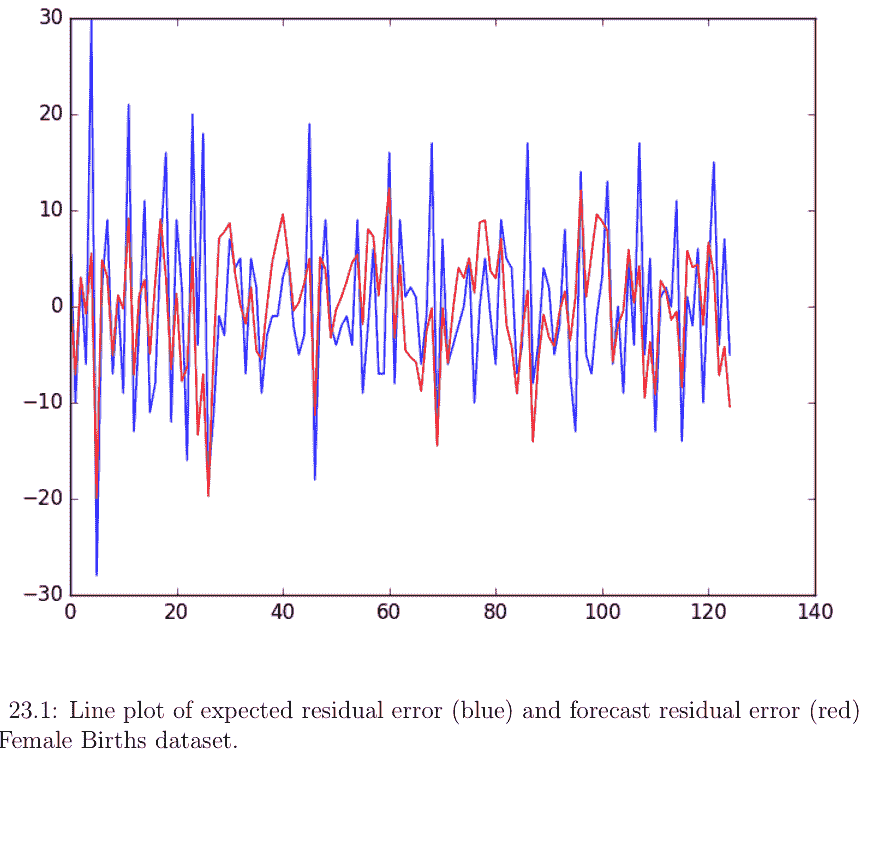 30
20
10
0
−10
−20
−30
0 20 40 60 80 100 120 140
23.1: Line plot of expected residual error (blue) and forecast residual error (red)
Female Births dataset.